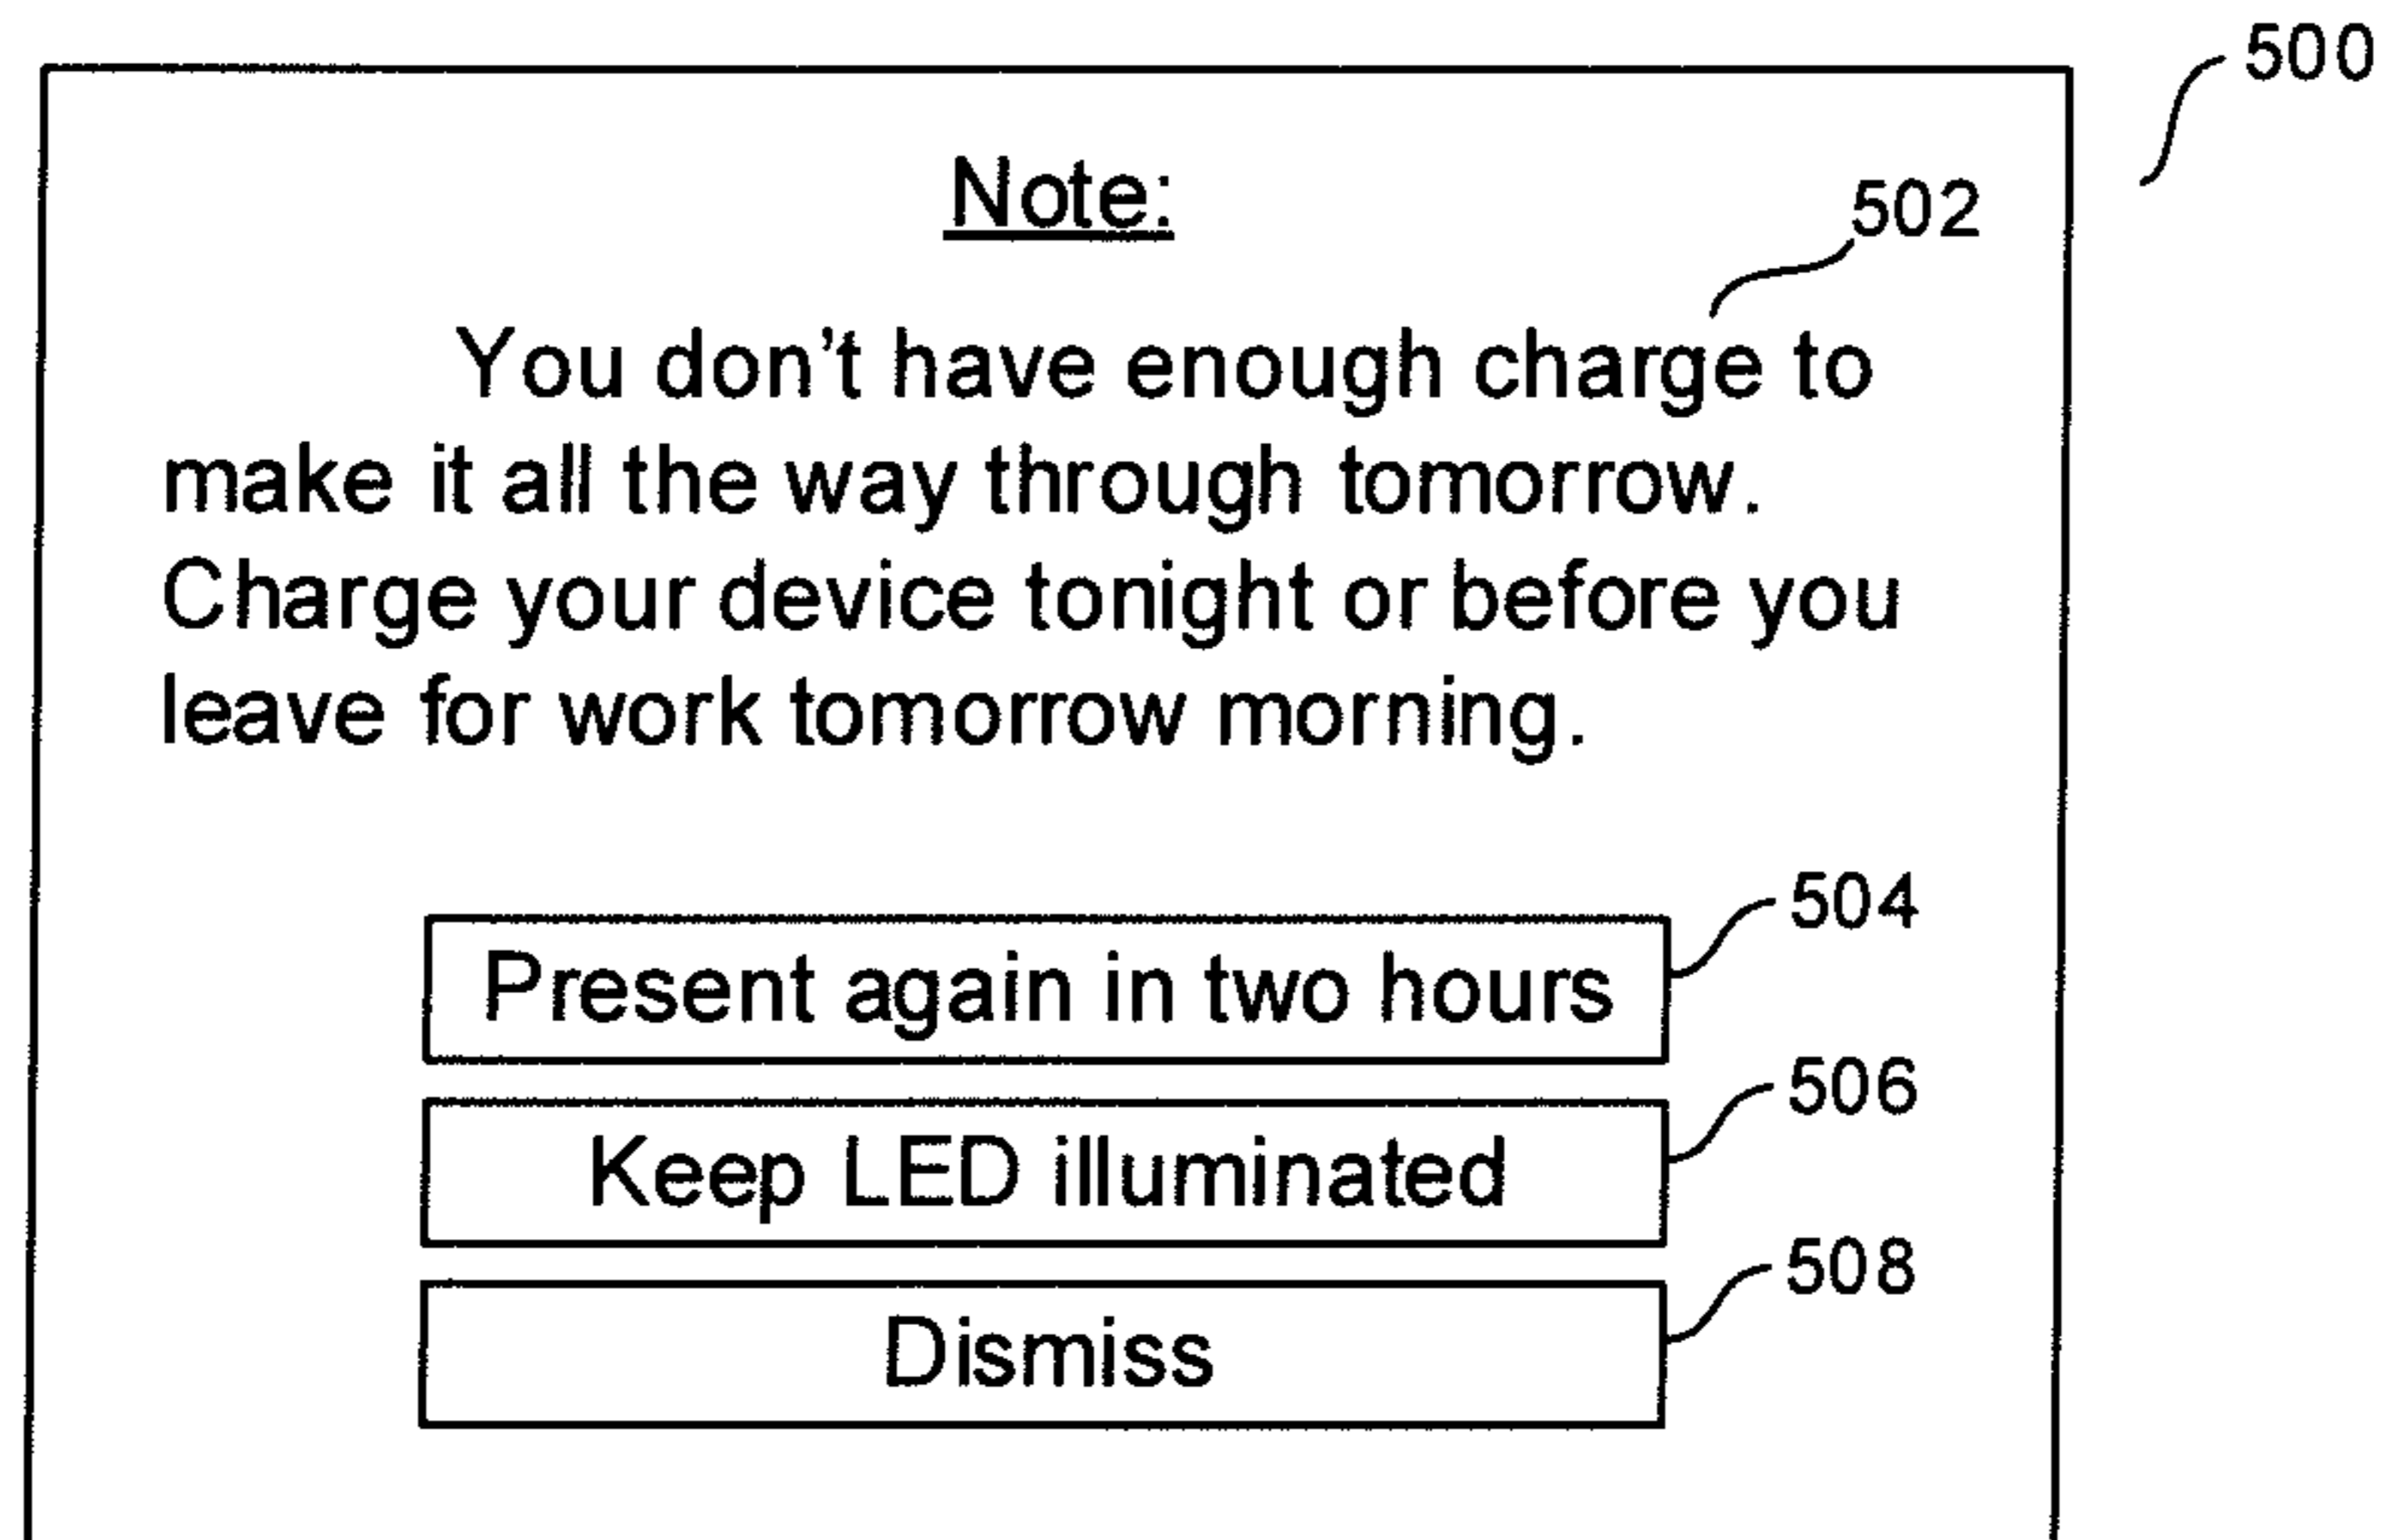 500
Note:
502
You don't have enough charge to
make it all the way through tomorrow.
Charge your device tonight or before you
leave for work tomorrow morning.
504
Present again in two hours
506
Keep LED illuminated
508
Dismiss